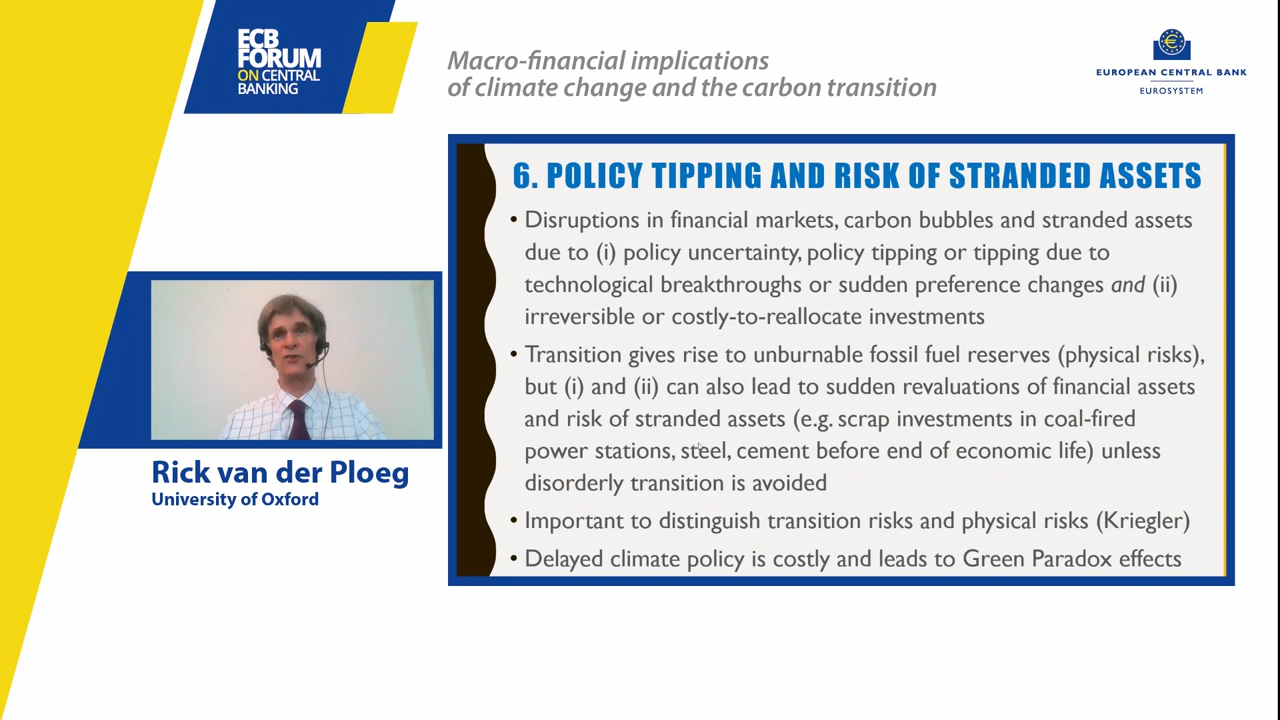 ECB
FORUM
ON CENTRAL
BANKING
Macro-financial implications
of climate change and the carbon transition
EUROPEAN CENTRAL BANK
EUROSYSTEM
6. POLICY TIPPING AND RISK OF STRANDED ASSETS
• Disruptions in financial markets, carbon bubbles and stranded assets
due to (i) policy uncertainty, policy tipping or tipping due to
technological breakthroughs or sudden preference changes and (ii)
irreversible or costly-to-reallocate investments
• Transition gives rise to unburnable fossil fuel reserves (physical risks),
but (i) and (ii) can also lead to sudden revaluations of financial assets
and risk of stranded assets (e.g. scrap investments in coal-fired
power stations, steel, cement before end of economic life) unless
disorderly transition is avoided
• Important to distinguish transition risks and physical risks (Kriegler)
• Delayed climate policy is costly and leads to Green Paradox effects
Rick van der Ploeg
University of Oxford